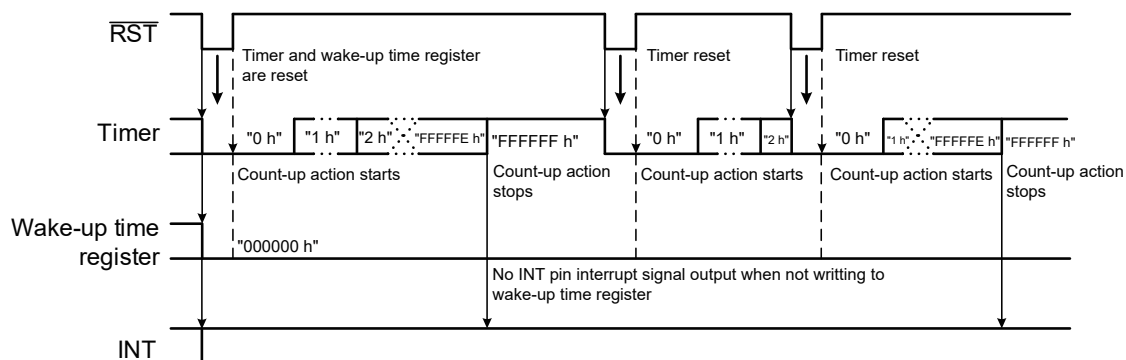 RST
Timer and wake-up time register
are reset
Timer reset
Timer reset
Timer
"0 h"
"1 h"
"2 h"
"FFFFFE h"
"FFFFFF h"
"0 h"
"1 h"
"2 h"
"0 h"
"1 h"
"FFFFFE h"
"FFFFFF h"
Count-up action starts
Count-up action
stops
Count-up action starts
Count-up action starts
Count-up action
stops
Wake-up time
register
"000000 h"
No INT pin interrupt signal output when not writting to
wake-up time register
INT